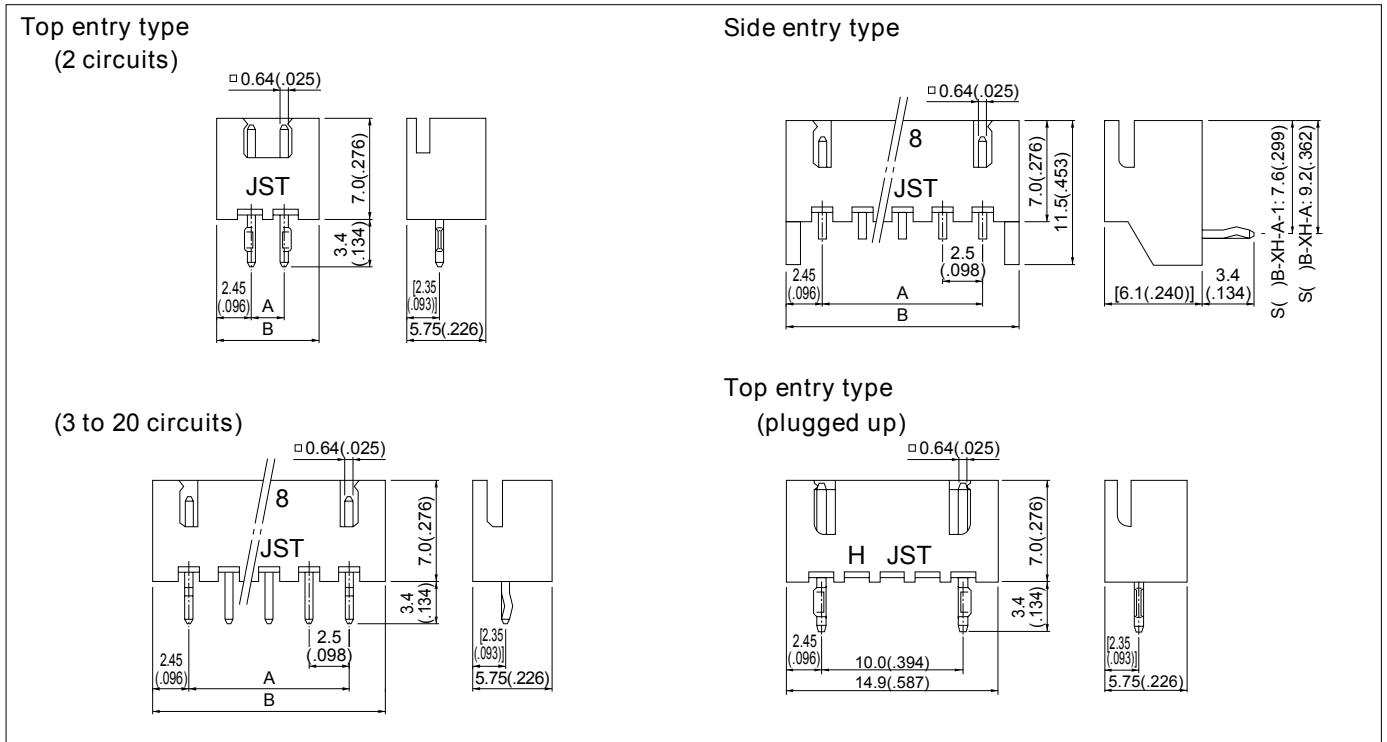 Top entry type
(2 circuits)
□ 0.64(.025)
JST
7.0(.276)
3.4
(.134)
2.45
(.096)
A
B
[2.35
(.093)]
5.75(.226)
Side entry type
□ 0.64(.025)
8
JST
7.0(.276)
11.5(.453)
2.5
(.098)
2.45
(.096)
A
B
[6.1(.240)]
3.4
(.134)
S( )B-XH-A-1: 7.6(.299)
S( )B-XH-A: 9.2(.362)
(3 to 20 circuits)
□ 0.64(.025)
8
JST
7.0(.276)
3.4
(.134)
2.5
(.098)
2.45
(.096)
A
B
[2.35
(.093)]
5.75(.226)
Top entry type
(plugged up)
□ 0.64(.025)
H JST
7.0(.276)
3.4
(.134)
2.45
(.096)
10.0(.394)
14.9(.587)
[2.35
(.093)]
5.75(.226)